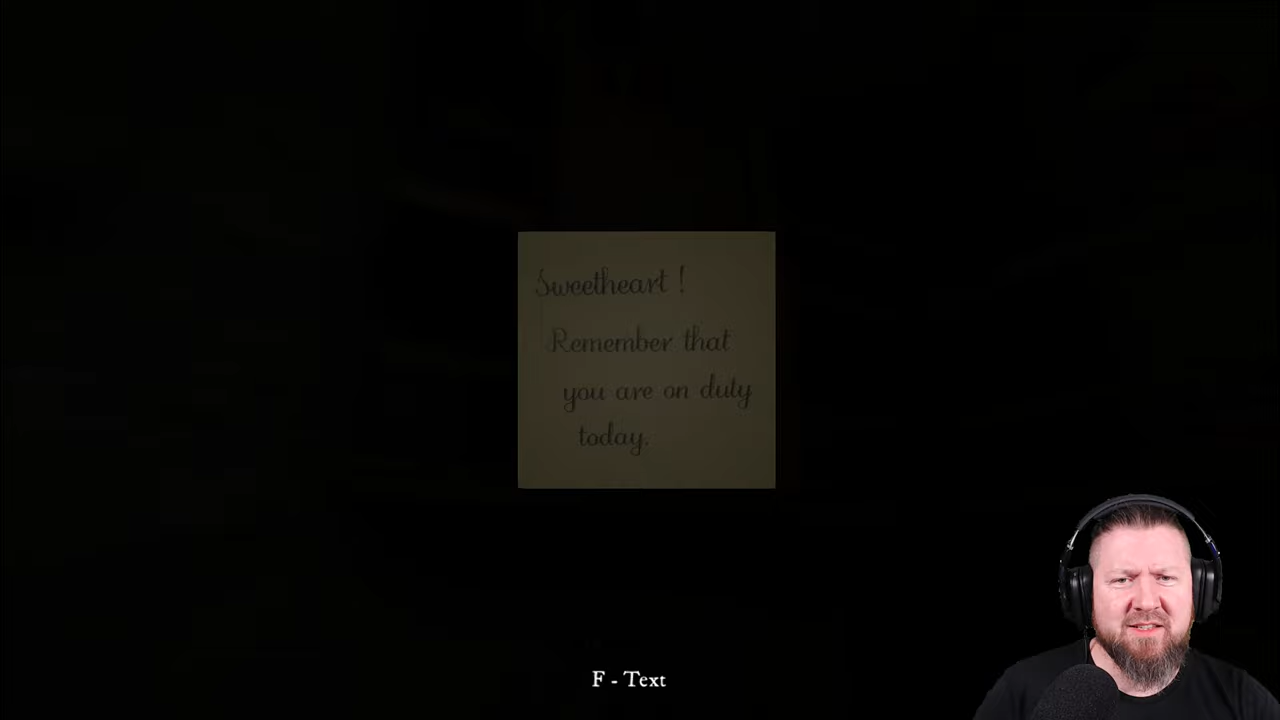 Sweetheart !
Remember that
you are on duty
today.
F - Text